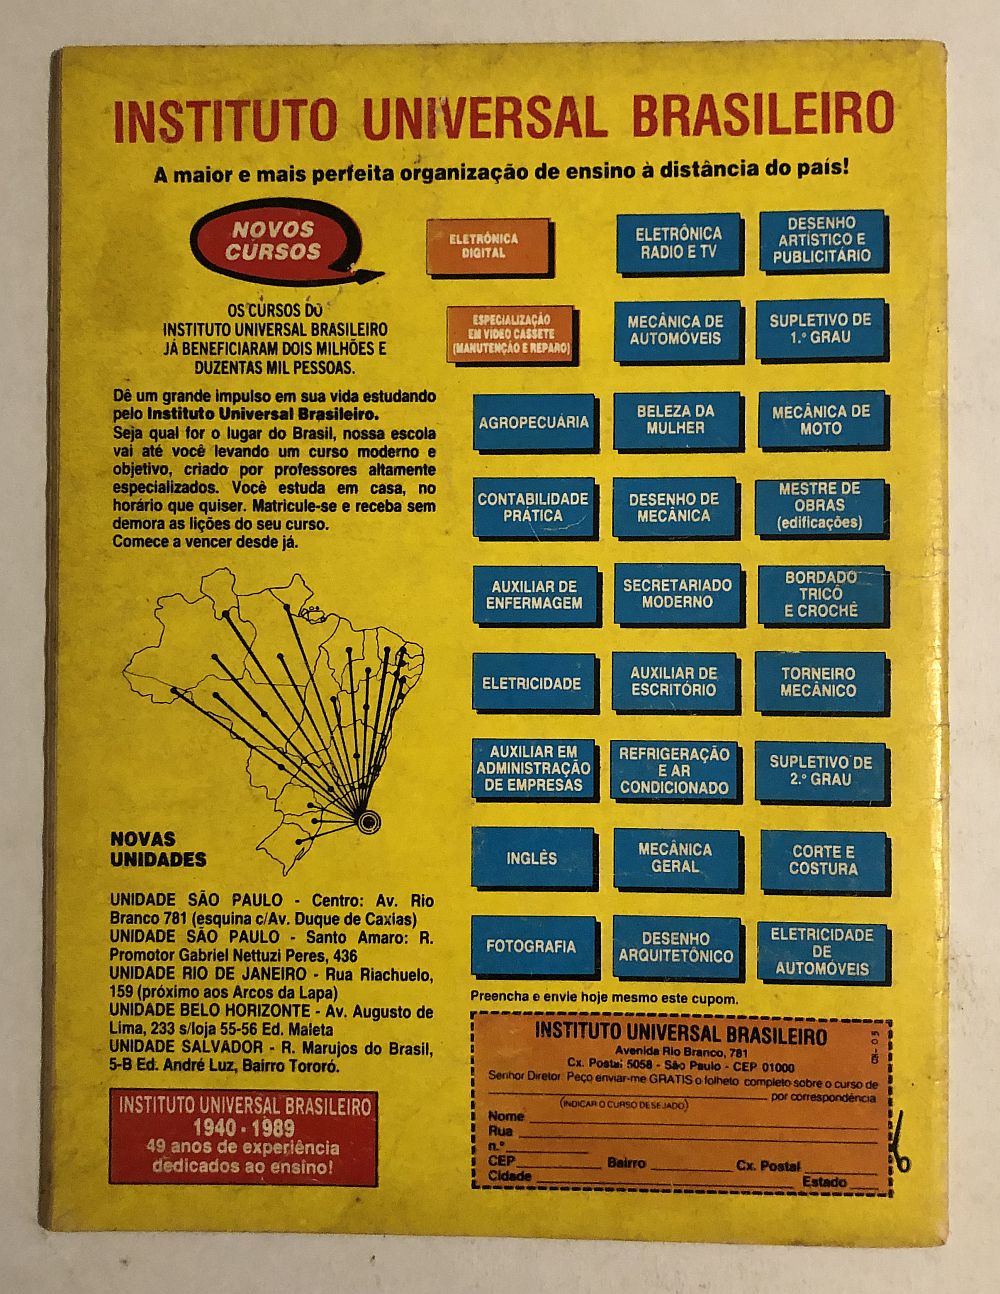 INSTITUTO UNIVERSAL BRASILEIRO
A maior e mais perfeita organização de ensino à distância do país!
NOVOS
CURSOS
OS CURSOS DO
INSTITUTO UNIVERSAL BRASILEIRO
JÁ BENEFICIARAM DOIS MILHÕES E
DUZENTAS MIL PESSOAS.
Dê um grande impulso em sua vida estudando
pelo Instituto Universal Brasileiro.
Seja qual for o lugar do Brasil, nossa escola
vai até você levando um curso moderno e
objetivo, criado por professores altamente
especializados. Você estuda em casa, no
horário que quiser. Matricule-se e receba sem
demora as lições do seu curso.
Comece a vencer desde já.
NOVAS
UNIDADES
UNIDADE SÃO PAULO - Centro: Av. Rio
Branco 781 (esquina c/Av. Duque de Caxias)
UNIDADE SÃO PAULO - Santo Amaro: R.
Promotor Gabriel Nettuzi Peres, 436
UNIDADE RIO DE JANEIRO - Rua Riachuelo,
159 (próximo aos Arcos da Lapa)
UNIDADE BELO HORIZONTE - Av. Augusto de
Lima, 233 s/loja 55-56 Ed. Maleta
UNIDADE SALVADOR - R. Marujos do Brasil,
5-B Ed. André Luz, Bairro Tororó.
INSTITUTO UNIVERSAL BRASILEIRO
1940 - 1989
49 anos de experiência
dedicados ao ensino!
ELETRÔNICA
DIGITAL
ELETRÔNICA
RADIO E TV
DESENHO
ARTÍSTICO E
PUBLICITÁRIO
ESPECIALIZAÇÃO
EM VIDEO CASSETE
(MANUTENÇÃO E REPARO)
MECÂNICA DE
AUTOMÓVEIS
SUPLETIVO DE
1.º GRAU
AGROPECUÁRIA
BELEZA DA
MULHER
MECÂNICA DE
MOTO
CONTABILIDADE
PRÁTICA
DESENHO DE
MECÂNICA
MESTRE DE
OBRAS
(edificações)
AUXILIAR DE
ENFERMAGEM
SECRETARIADO
MODERNO
BORDADO
TRICÔ
E CROCHÊ
ELETRICIDADE
AUXILIAR DE
ESCRITÓRIO
TORNEIRO
MECÂNICO
AUXILIAR EM
ADMINISTRAÇÃO
DE EMPRESAS
REFRIGERAÇÃO
E AR
CONDICIONADO
SUPLETIVO DE
2.º GRAU
INGLÊS
MECÂNICA
GERAL
CORTE E
COSTURA
FOTOGRAFIA
DESENHO
ARQUITETÔNICO
ELETRICIDADE
DE
AUTOMÓVEIS
Preencha e envie hoje mesmo este cupom.
INSTITUTO UNIVERSAL BRASILEIRO
Avenida Rio Branco, 781
Cx. Postal 5058 - São Paulo - CEP 01000
Senhor Diretor: Peço enviar-me GRATIS o folheto completo sobre o curso de
por correspondência
(INDICAR O CURSO DESEJADO)
Nome
Rua
n.º
CEP Bairro Cx. Postal
Cidade Estado